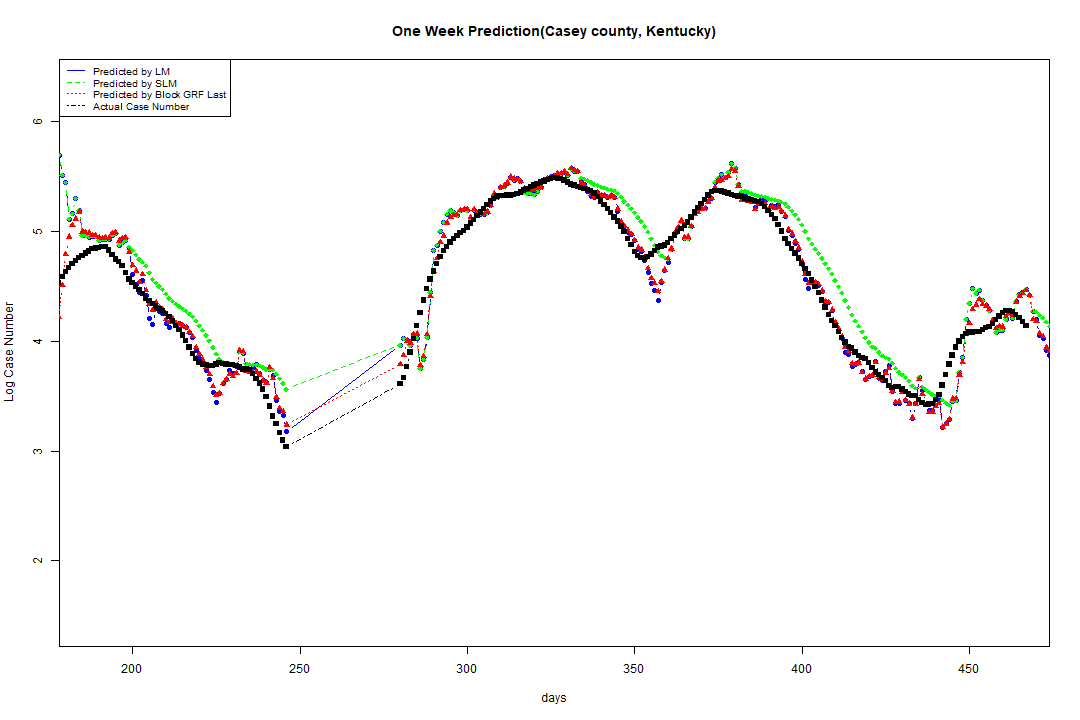 One Week Prediction(Casey county, Kentucky)
Predicted by LM
Predicted by SLM
Predicted by Block GRF Last
Actual Case Number
Log Case Number
6
5
4
3
2
200 250 300 350 400 450
days